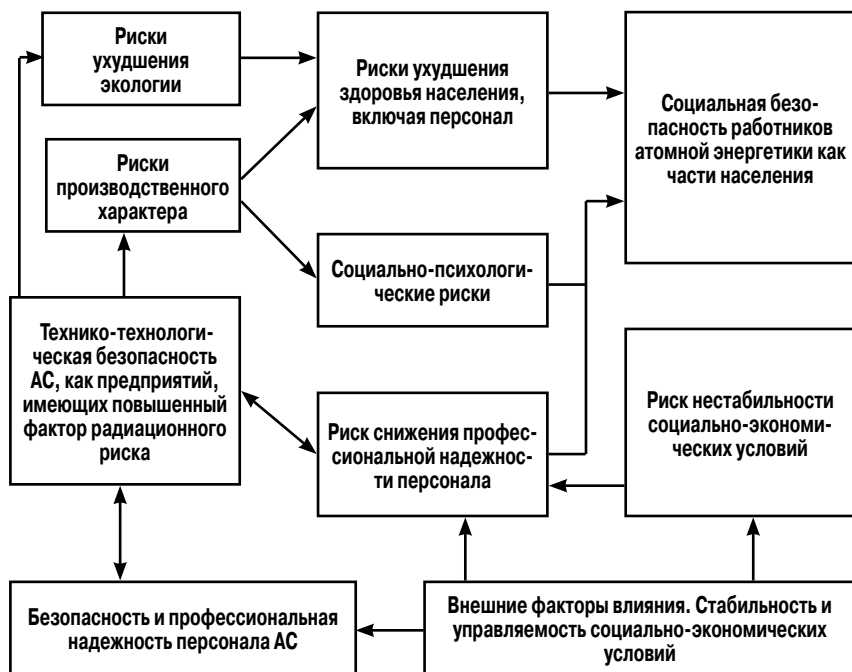 Риски
ухудшения
экологии
Риски ухудшения
здоровья населения,
включая персонал
Социальная безо-
пасность работников
атомной энергетики как
части населения
Риски
производственного
характера
Социально-психологи-
ческие риски
Технико-технологи-
ческая безопасность
АС, как предприятий,
имеющих повышенный
фактор радиационного
риска
Риск снижения профес-
сиональной надежнос-
ти персонала
Риск нестабильности
социально-экономи-
ческих условий
Безопасность и профессиональная
надежность персонала АС
Внешние факторы влияния. Стабильность и
управляемость социально-экономических
условий